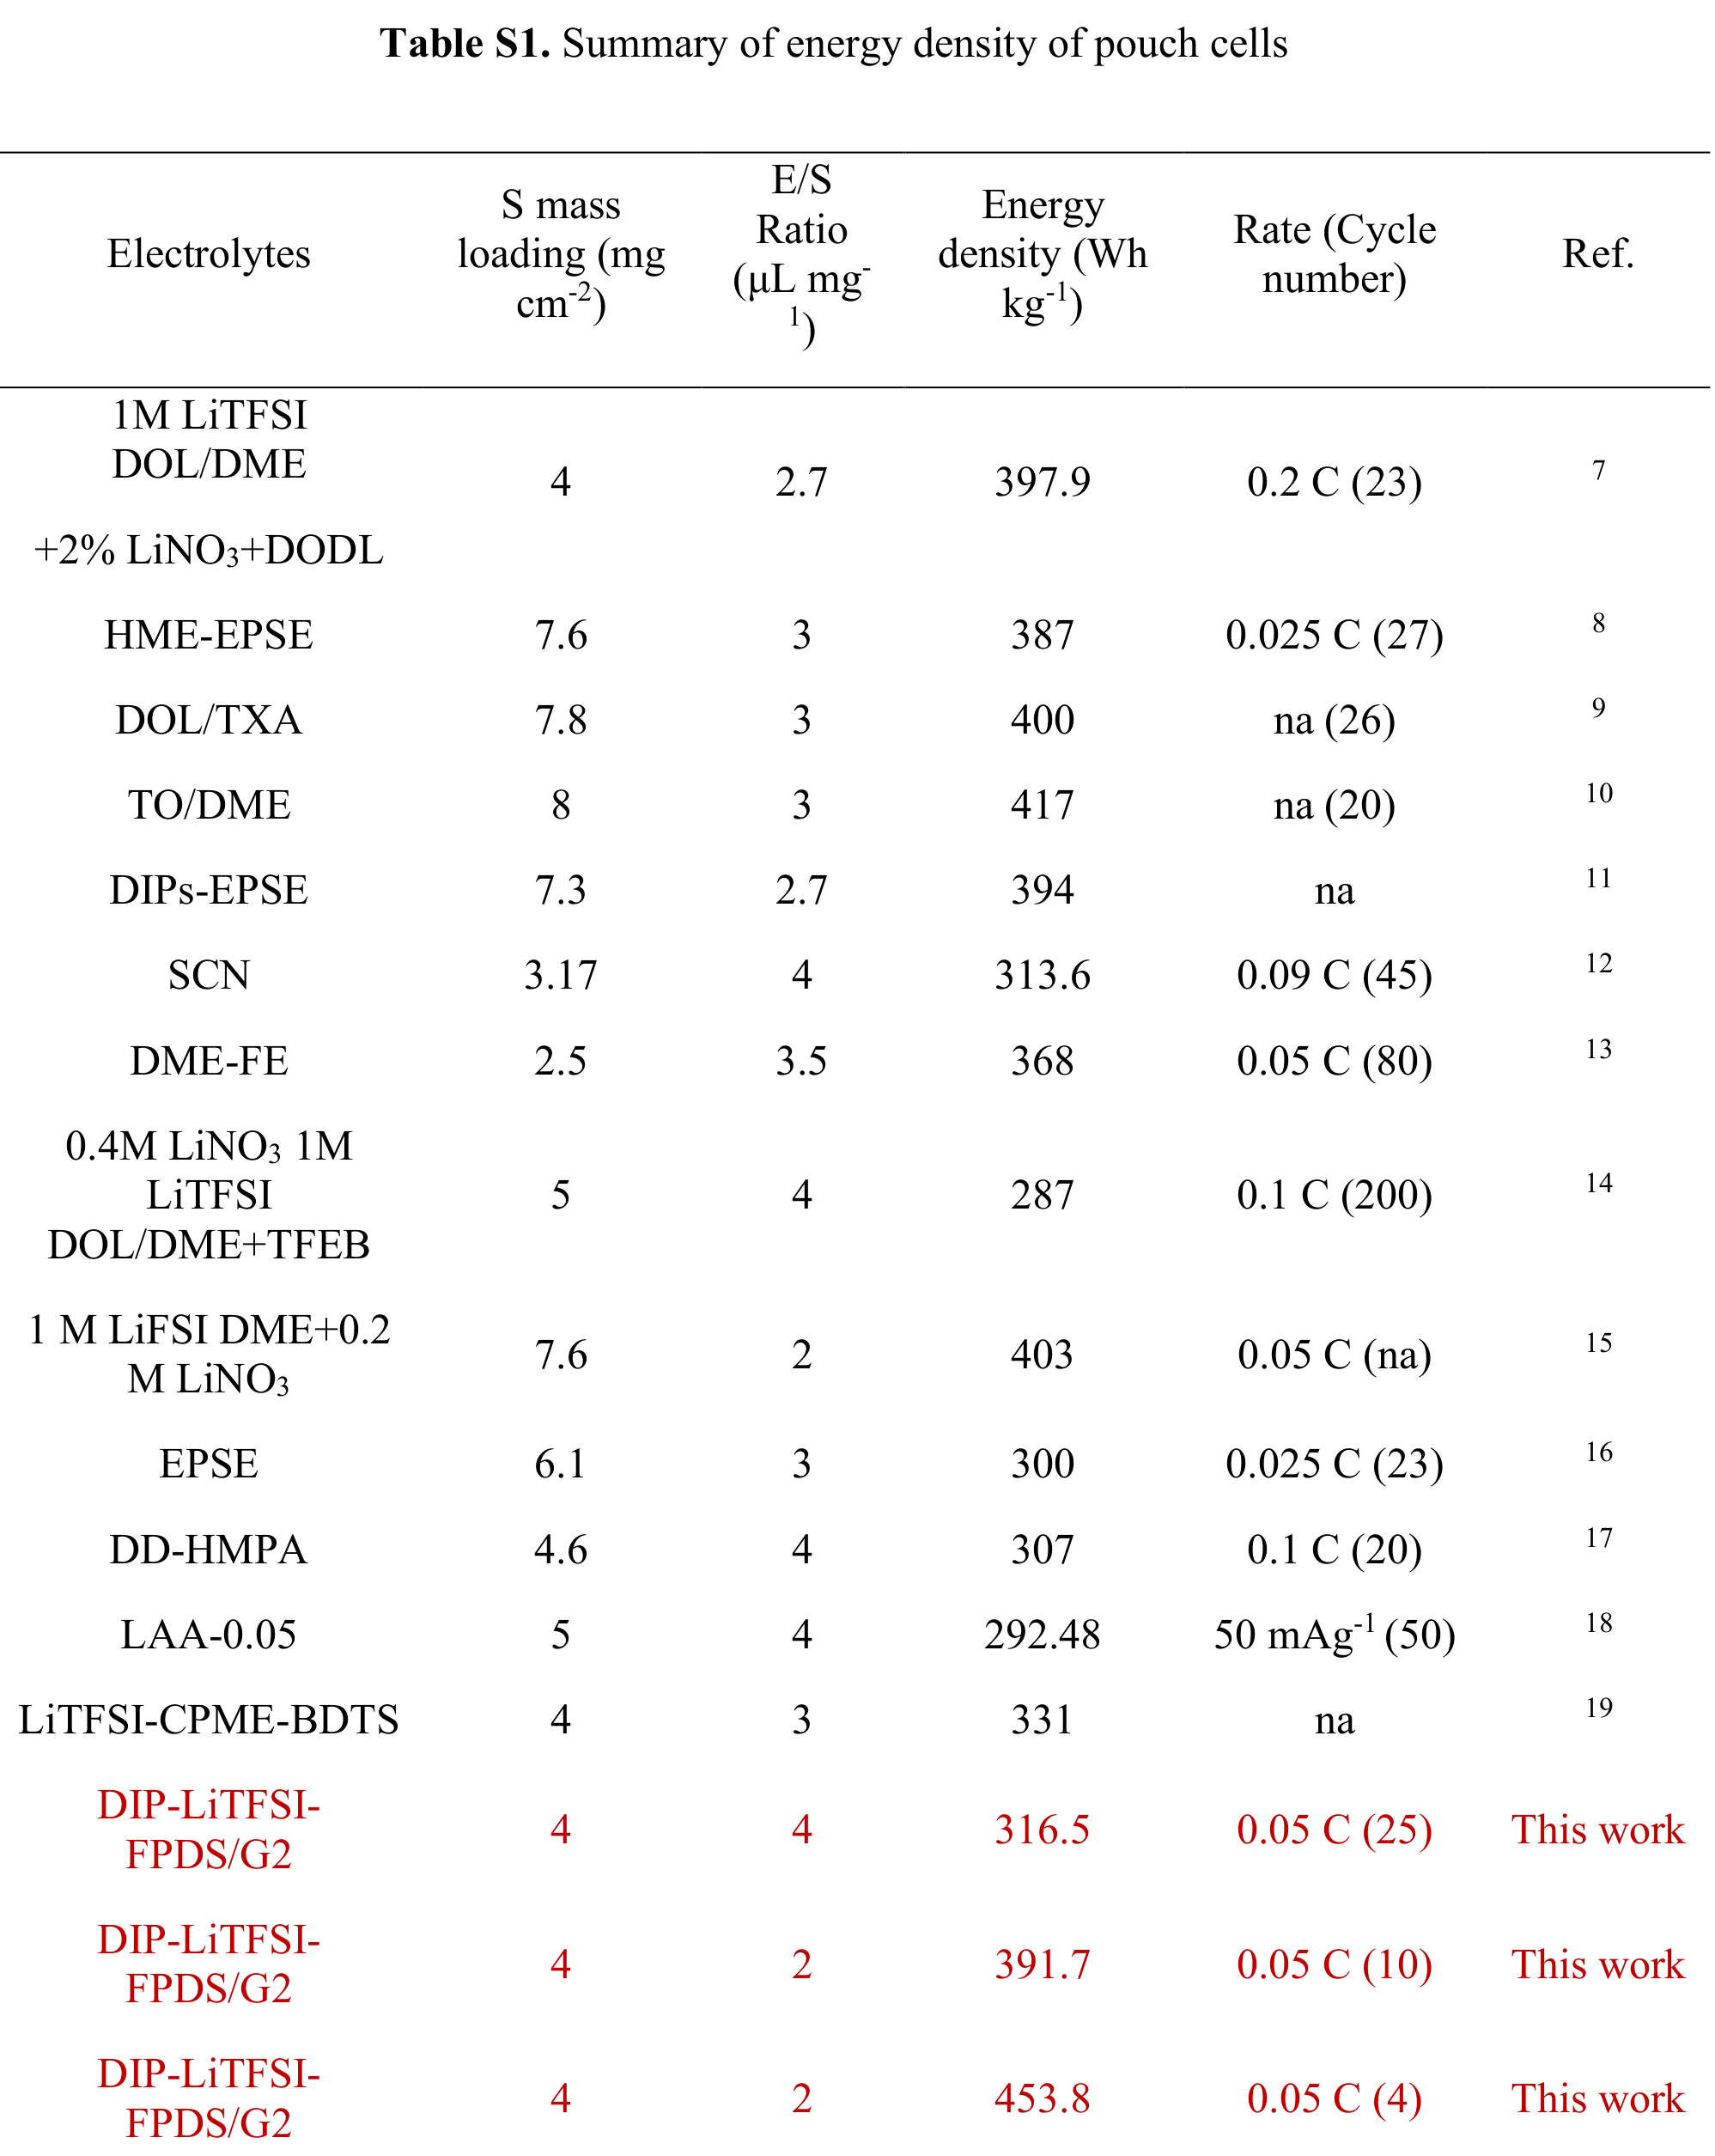 Table S1. Summary of energy density of pouch cells
Electrolytes
S mass
loading (mg
cm⁻²)
E/S
Ratio
(μL mg⁻
¹)
Energy
density (Wh
kg⁻¹)
Rate (Cycle
number)
Ref.
1M LiTFSI
DOL/DME
+2% LiNO₃+DODL
4
2.7
397.9
0.2 C (23)
7
HME-EPSE 7.6 3 387 0.025 C (27) 8
DOL/TXA 7.8 3 400 na (26) 9
TO/DME 8 3 417 na (20) 10
DIPs-EPSE 7.3 2.7 394 na 11
SCN 3.17 4 313.6 0.09 C (45) 12
DME-FE 2.5 3.5 368 0.05 C (80) 13
0.4M LiNO₃ 1M
LiTFSI
DOL/DME+TFEB
5
4
287
0.1 C (200)
14
1 M LiFSI DME+0.2
M LiNO₃
7.6
2
403
0.05 C (na)
15
EPSE 6.1 3 300 0.025 C (23) 16
DD-HMPA 4.6 4 307 0.1 C (20) 17
LAA-0.05 5 4 292.48 50 mAg⁻¹ (50) 18
LiTFSI-CPME-BDTS 4 3 331 na 19
DIP-LiTFSI-
FPDS/G2
4
4
316.5
0.05 C (25)
This work
DIP-LiTFSI-
FPDS/G2
4
2
391.7
0.05 C (10)
This work
DIP-LiTFSI-
FPDS/G2
4
2
453.8
0.05 C (4)
This work